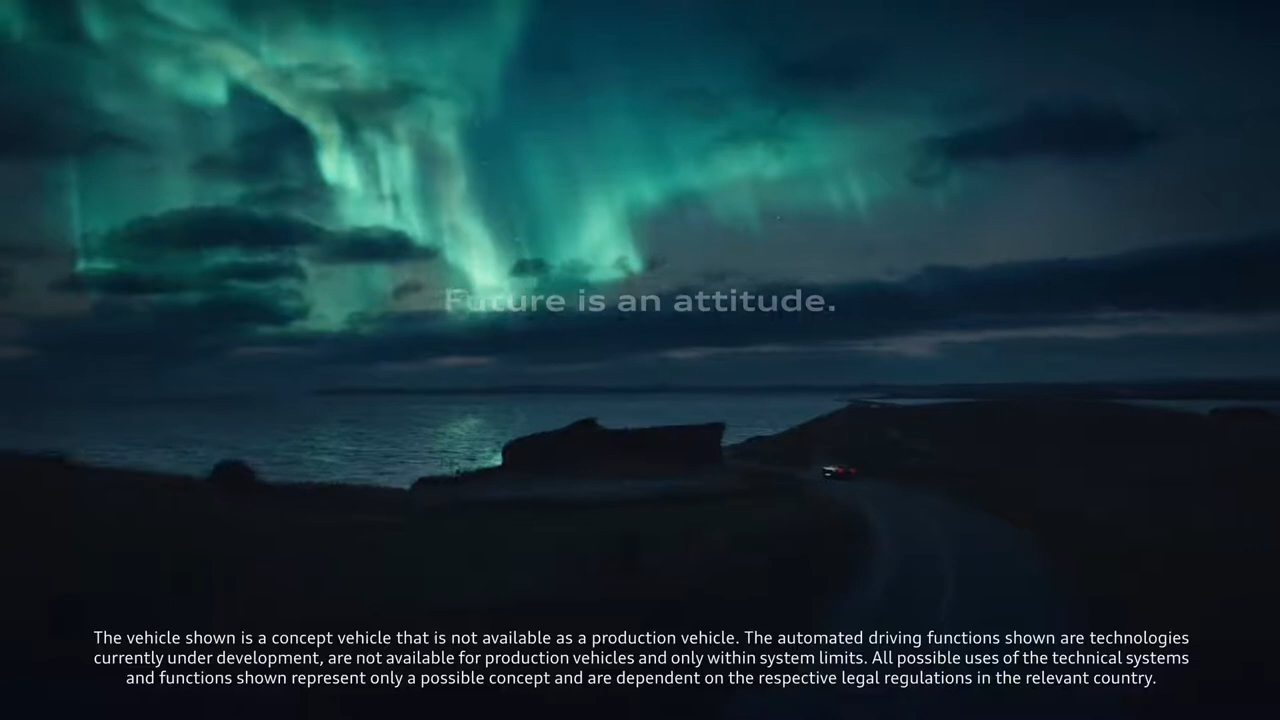 Future is an attitude.
The vehicle shown is a concept vehicle that is not available as a production vehicle. The automated driving functions shown are technologies
currently under development, are not available for production vehicles and only within system limits. All possible uses of the technical systems
and functions shown represent only a possible concept and are dependent on the respective legal regulations in the relevant country.